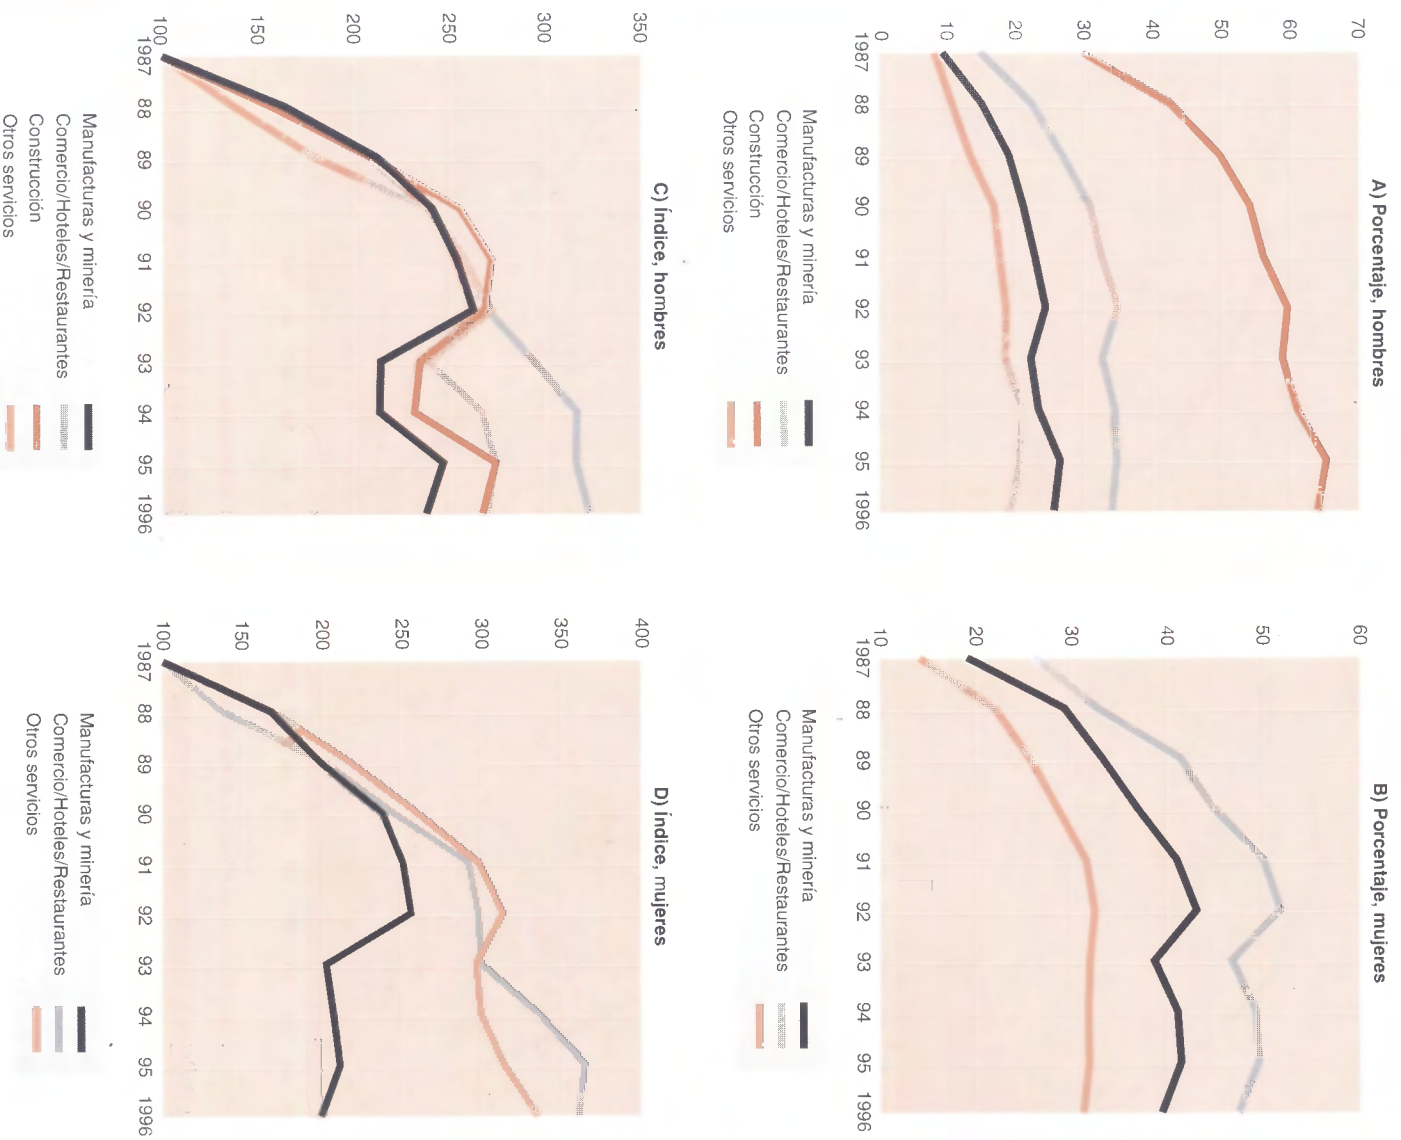 A) Porcentaje, hombres
70
60
50
40
30
20
10
0
1987 88 89 90 91 92 93 94 95 1996
Manufacturas y minería
Comercio/Hoteles/Restaurantes
Construcción
Otros servicios
B) Porcentaje, mujeres
60
50
40
30
20
10
1987 88 89 90 91 92 93 94 95 1996
Manufacturas y minería
Comercio/Hoteles/Restaurantes
Otros servicios
C) Índice, hombres
350
300
250
200
150
100
1987 88 89 90 91 92 93 94 95 1996
Manufacturas y minería
Comercio/Hoteles/Restaurantes
Construcción
Otros servicios
D) Índice, mujeres
400
350
300
250
200
150
100
1987 88 89 90 91 92 93 94 95 1996
Manufacturas y minería
Comercio/Hoteles/Restaurantes
Otros servicios